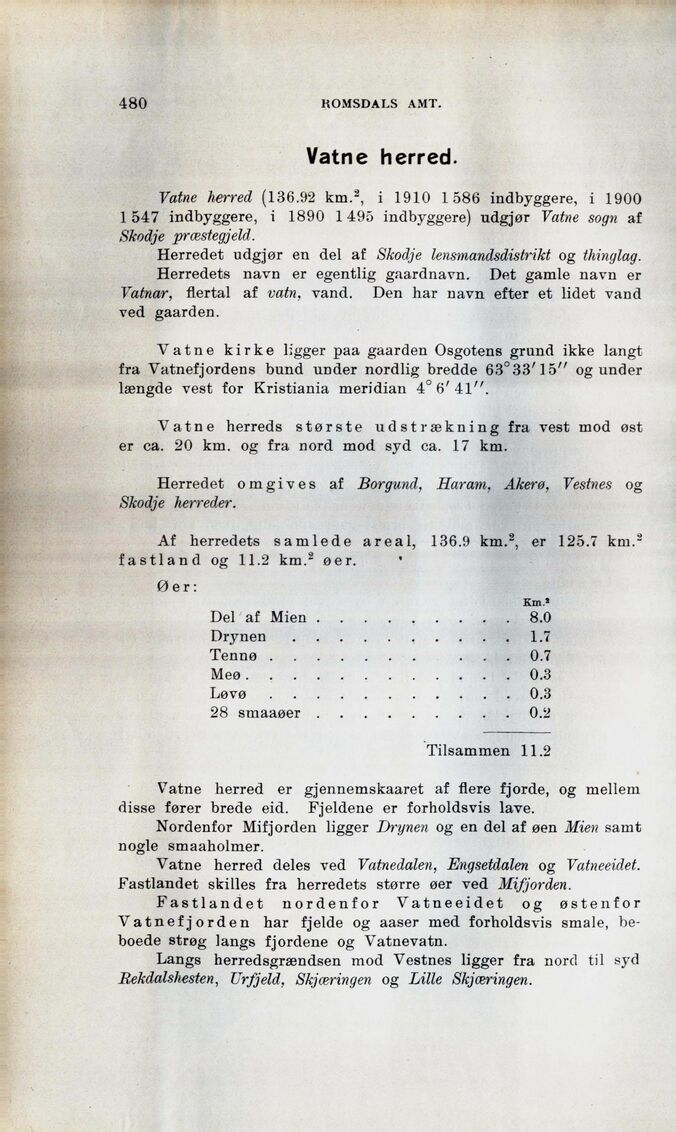 480 ROMSDALS AMT.
Vatne herred.
Vatne herred (136.92 km.², i 1910 1 586 indbyggere, i 1900
1 547 indbyggere, i 1890 1 495 indbyggere) udgjør Vatne sogn af
Skodje præstegjeld.
Herredet udgjør en del af Skodje lensmandsdistrikt og thinglag.
Herredets navn er egentlig gaardnavn. Det gamle navn er
Vatnar, flertal af vatn, vand. Den har navn efter et lidet vand
ved gaarden.
Vatne kirke ligger paa gaarden Osgotens grund ikke langt
fra Vatnefjordens bund under nordlig bredde 63° 33′ 15″ og under
længde vest for Kristiania meridian 4° 6′ 41″.
Vatne herreds største udstrækning fra vest mod øst
er ca. 20 km. og fra nord mod syd ca. 17 km.
Herredet omgives af Borgund, Haram, Akerø, Vestnes og
Skodje herreder.
Af herredets samlede areal, 136.9 km.², er 125.7 km.²
fastland og 11.2 km.² øer.
Øer:
Km.²
Del af Mien . . . . . . . . . 8.0
Drynen . . . . . . . . . . 1.7
Tennø . . . . . . . . . . 0.7
Meø . . . . . . . . . . . . 0.3
Løvø . . . . . . . . . . . 0.3
28 smaaøer . . . . . . . . . 0.2
Tilsammen 11.2
Vatne herred er gjennemskaaret af flere fjorde, og mellem
disse fører brede eid. Fjeldene er forholdsvis lave.
Nordenfor Mifjorden ligger Drynen og en del af øen Mien samt
nogle smaaholmer.
Vatne herred deles ved Vatnedalen, Engsetdalen og Vatneeidet.
Fastlandet skilles fra herredets større øer ved Mifjorden.
Fastlandet nordenfor Vatneeidet og østenfor
Vatnefjorden har fjelde og aaser med forholdsvis smale, be-
boede strøg langs fjordene og Vatnevatn.
Langs herredsgrændsen mod Vestnes ligger fra nord til syd
Rekdalshesten, Urfjeld, Skjæringen og Lille Skjæringen.